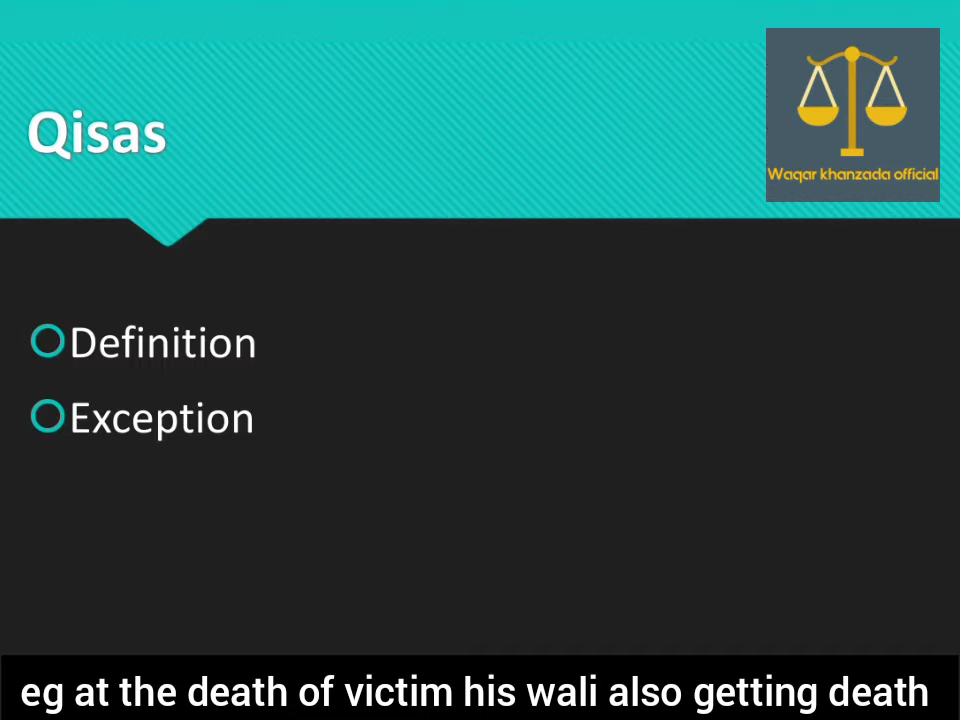 Qisas
Waqar khanzada official
Definition
Exception
eg at the death of victim his wali also getting death